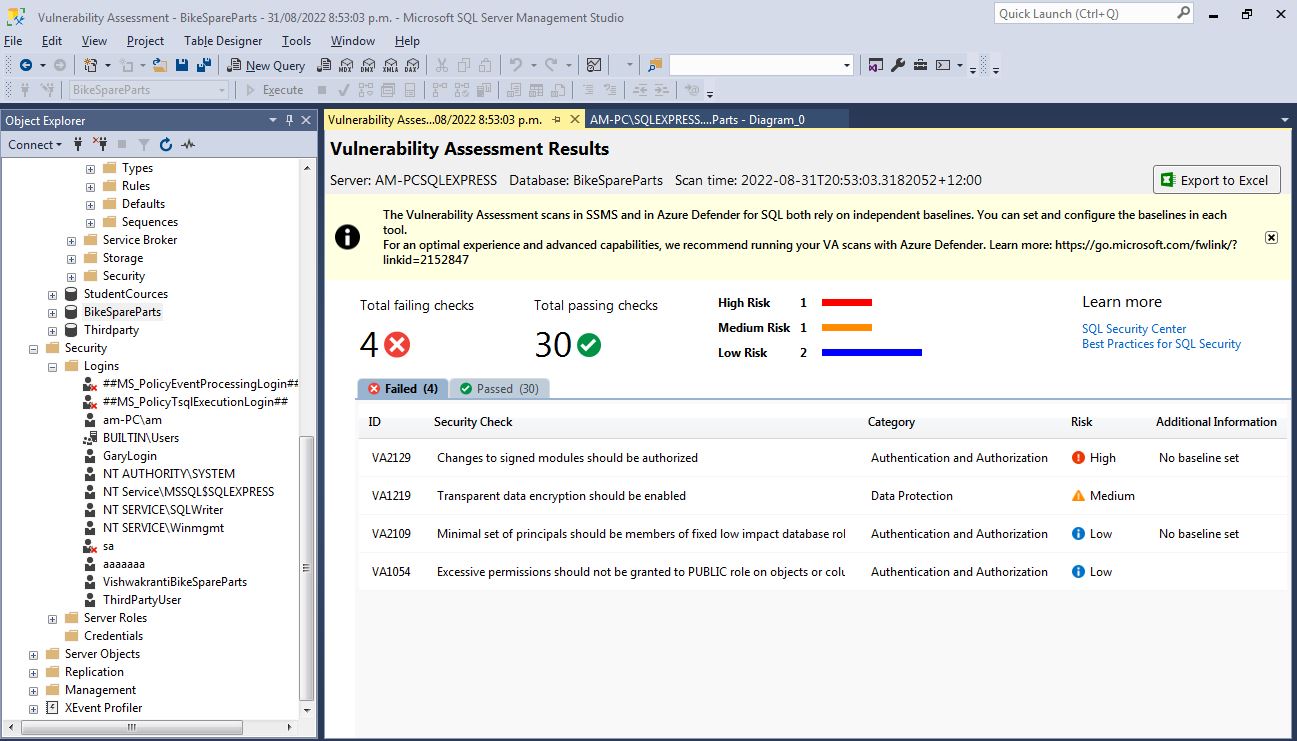 Vulnerability Assessment - BikeSpareParts - 31/08/2022 8:53:03 p.m. - Microsoft SQL Server Management Studio
Quick Launch (Ctrl+Q)
File Edit View Project Table Designer Tools Window Help
New Query MDX DMX XMLA DAX
BikeSpareParts Execute
Object Explorer
Connect
Types
Rules
Defaults
Sequences
Service Broker
Storage
Security
StudentCources
BikeSpareParts
Thirdparty
Security
Logins
##MS_PolicyEventProcessingLogin##
##MS_PolicyTsqlExecutionLogin##
am-PC\am
BUILTIN\Users
GaryLogin
NT AUTHORITY\SYSTEM
NT Service\MSSQL$SQLEXPRESS
NT SERVICE\SQLWriter
NT SERVICE\Winmgmt
sa
aaaaaaa
VishwakrantiBikeSpareParts
ThirdPartyUser
Server Roles
Credentials
Server Objects
Replication
Management
XEvent Profiler
Vulnerability Asses...08/2022 8:53:03 p.m.
AM-PC\SQLEXPRESS....Parts - Diagram_0
Vulnerability Assessment Results
Server: AM-PCSQLEXPRESS Database: BikeSpareParts Scan time: 2022-08-31T20:53:03.3182052+12:00
Export to Excel
The Vulnerability Assessment scans in SSMS and in Azure Defender for SQL both rely on independent baselines. You can set and configure the baselines in each
tool.
For an optimal experience and advanced capabilities, we recommend running your VA scans with Azure Defender. Learn more: https://go.microsoft.com/fwlink/?
linkid=2152847
Total failing checks
4
Total passing checks
30
High Risk 1
Medium Risk 1
Low Risk 2
Learn more
SQL Security Center
Best Practices for SQL Security
Failed (4) Passed (30)
ID Security Check Category Risk Additional Information
VA2129 Changes to signed modules should be authorized Authentication and Authorization High No baseline set
VA1219 Transparent data encryption should be enabled Data Protection Medium
VA2109 Minimal set of principals should be members of fixed low impact database rol Authentication and Authorization Low No baseline set
VA1054 Excessive permissions should not be granted to PUBLIC role on objects or colu Authentication and Authorization Low